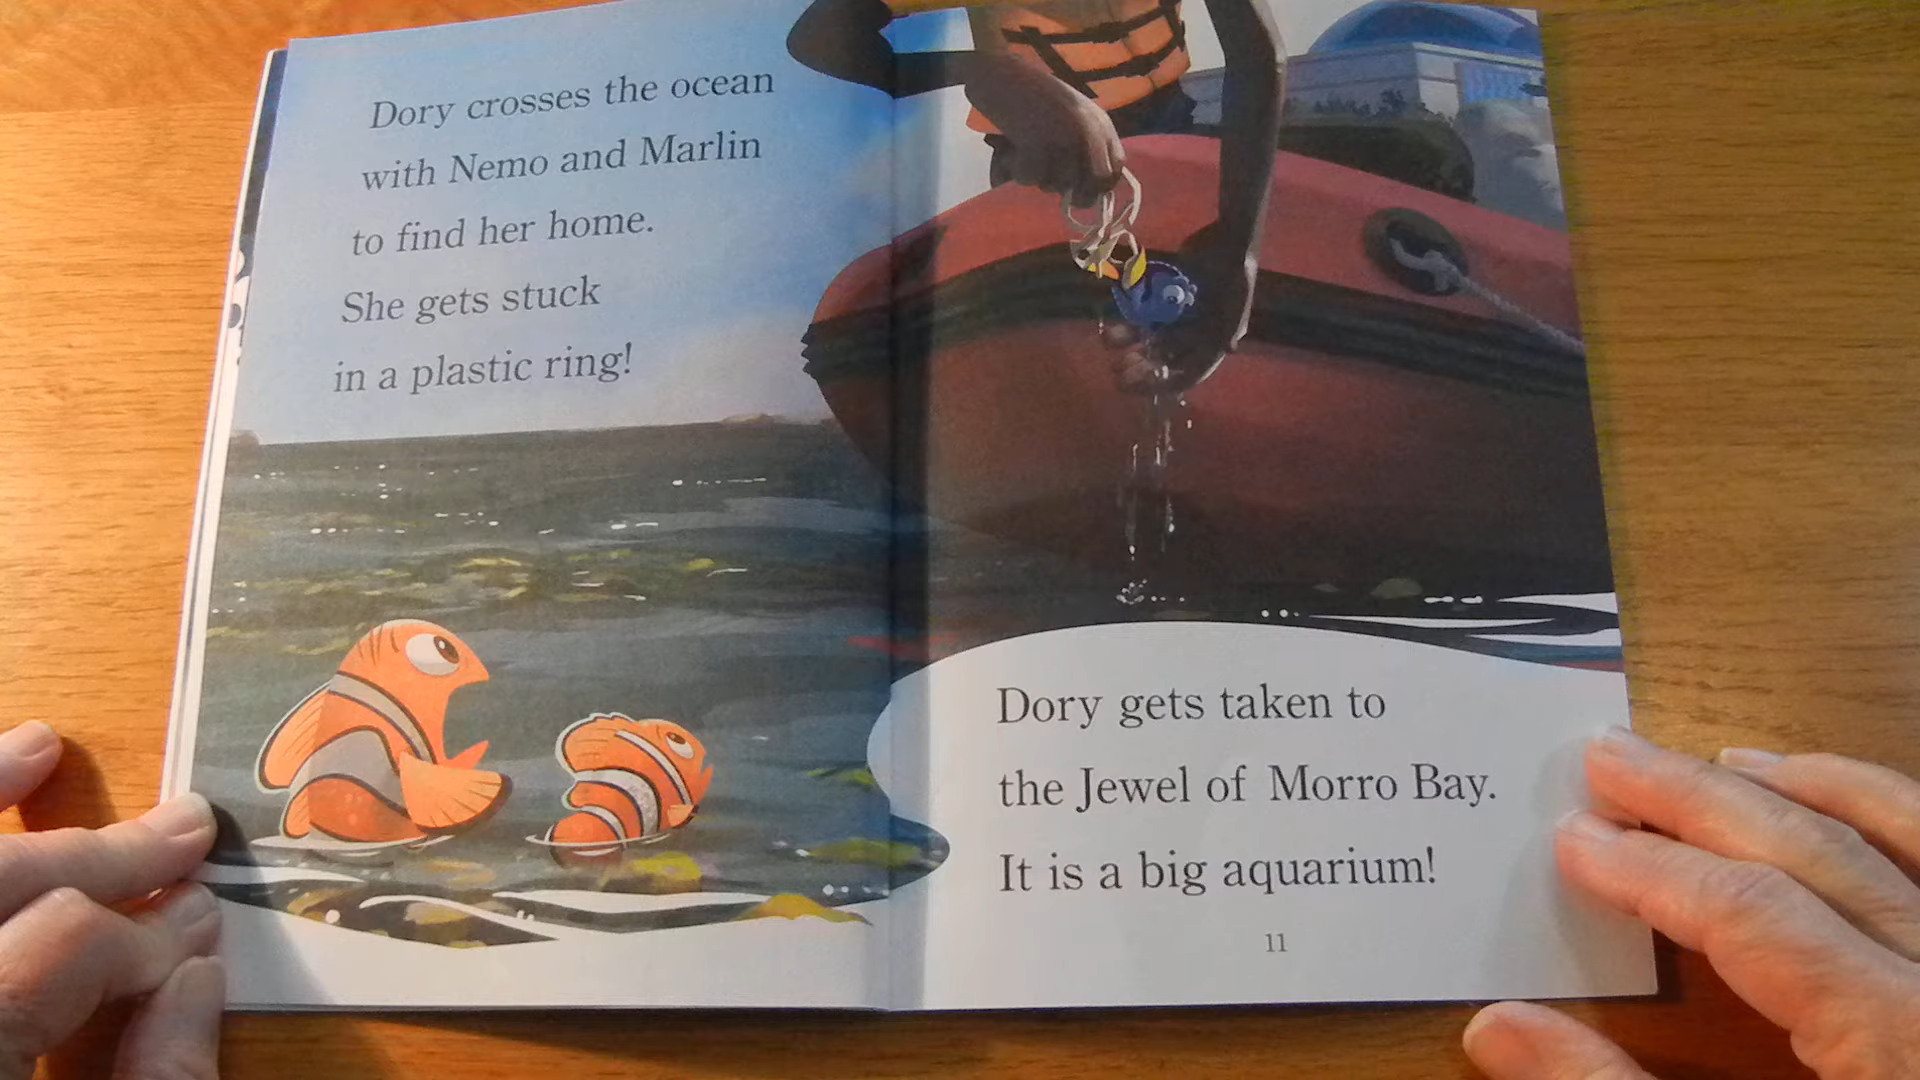 Dory crosses the ocean
with Nemo and Marlin
to find her home.
She gets stuck
in a plastic ring!
Dory gets taken to
the Jewel of Morro Bay.
It is a big aquarium!
11